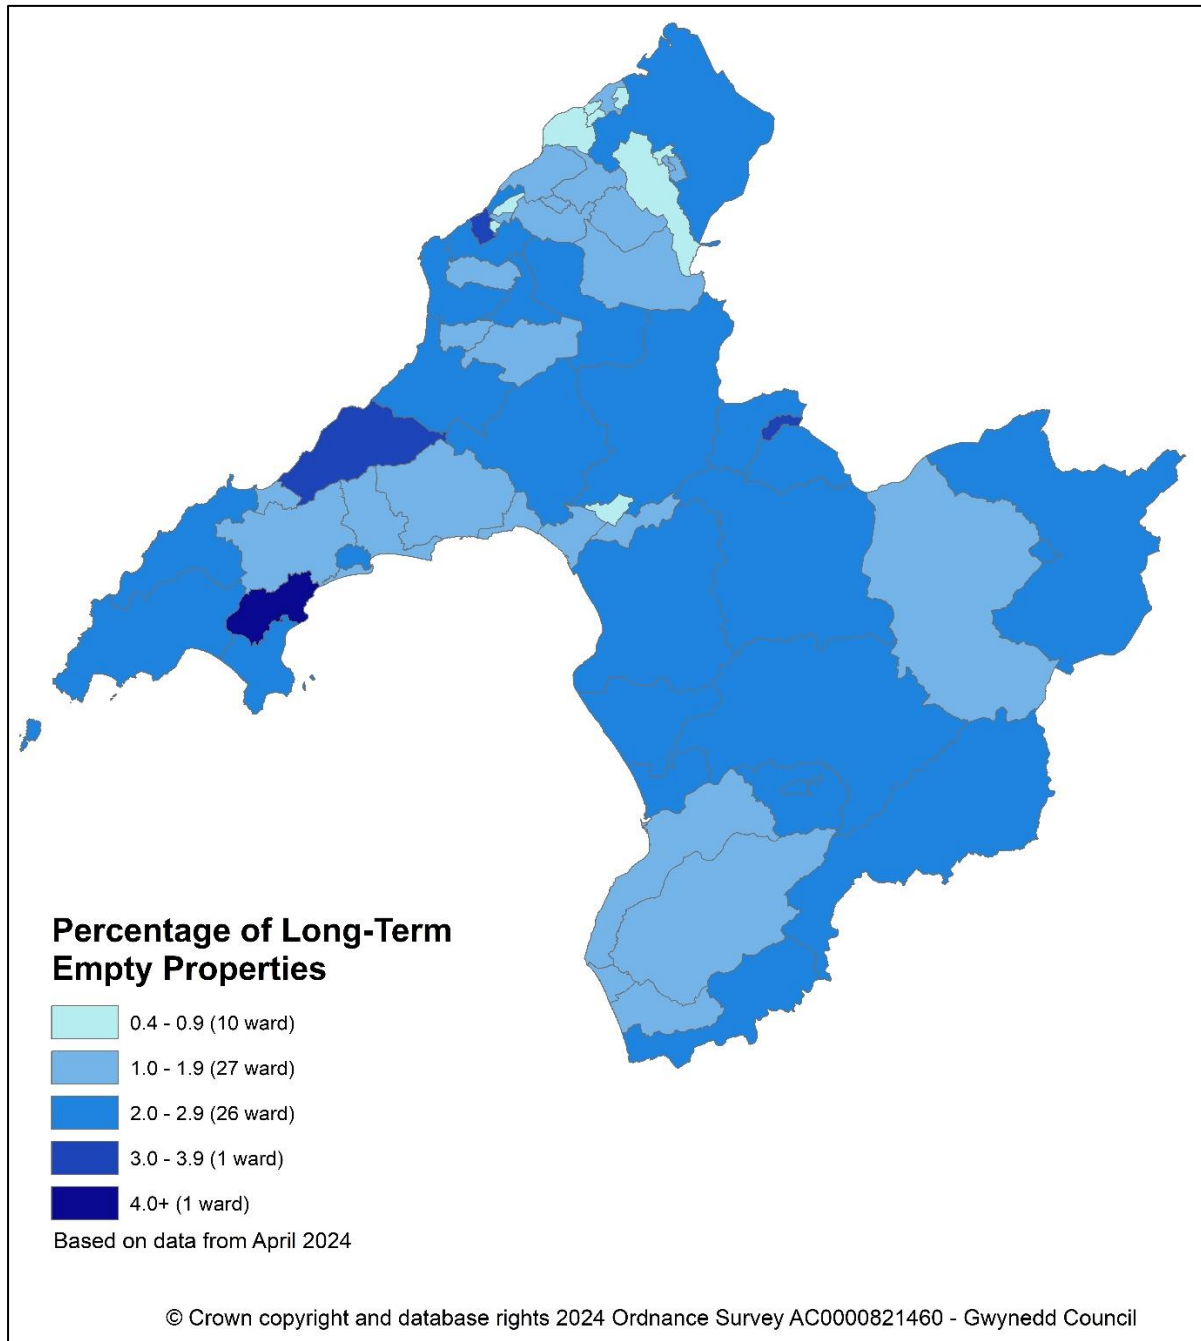 Percentage of Long-Term
Empty Properties
0.4 - 0.9 (10 ward)
1.0 - 1.9 (27 ward)
2.0 - 2.9 (26 ward)
3.0 - 3.9 (1 ward)
4.0+ (1 ward)
Based on data from April 2024
© Crown copyright and database rights 2024 Ordnance Survey AC0000821460 - Gwynedd Council